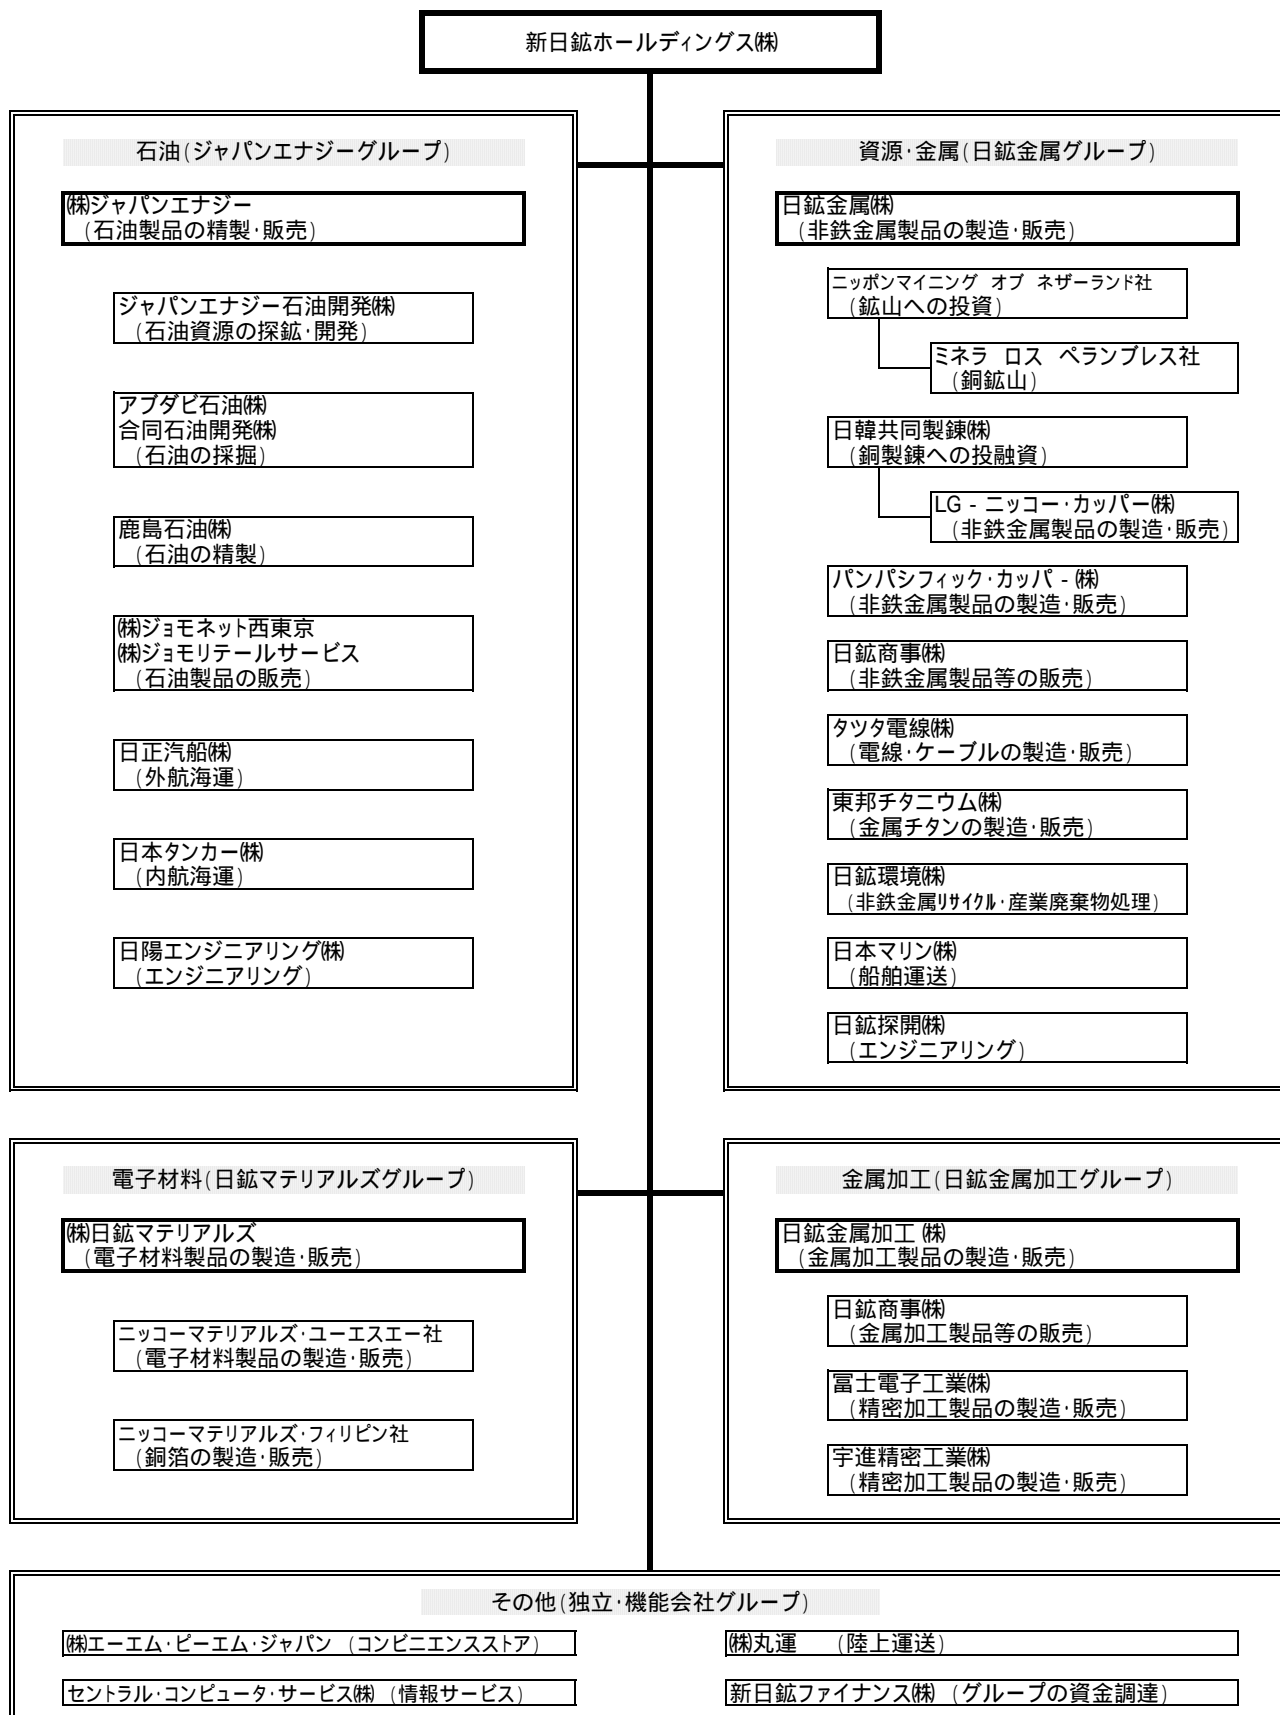 新日鉱ホールディングス㈱
石油(ジャパンエナジーグループ)
㈱ジャパンエナジー
(石油製品の精製・販売)
ジャパンエナジー石油開発㈱
(石油資源の探鉱・開発)
アブダビ石油㈱
合同石油開発㈱
(石油の採掘)
鹿島石油㈱
(石油の精製)
㈱ジョモネット西東京
㈱ジョモリテールサービス
(石油製品の販売)
日正汽船㈱
(外航海運)
日本タンカー㈱
(内航海運)
日陽エンジニアリング㈱
(エンジニアリング)
資源・金属(日鉱金属グループ)
日鉱金属㈱
(非鉄金属製品の製造・販売)
ニッポンマイニング オブ ネザーランド社
(鉱山への投資)
ミネラ ロス ペランブレス社
(銅鉱山)
日韓共同製錬㈱
(銅製錬への投融資)
LG - ニッコー・カッパー㈱
(非鉄金属製品の製造・販売)
パンパシフィック・カッパ - ㈱
(非鉄金属製品の製造・販売)
日鉱商事㈱
(非鉄金属製品等の販売)
タツタ電線㈱
(電線・ケーブルの製造・販売)
東邦チタニウム㈱
(金属チタンの製造・販売)
日鉱環境㈱
(非鉄金属ﾘｻｲｸﾙ・産業廃棄物処理)
日本マリン㈱
(船舶運送)
日鉱探開㈱
(エンジニアリング)
電子材料(日鉱マテリアルズグループ)
㈱日鉱マテリアルズ
(電子材料製品の製造・販売)
ニッコーマテリアルズ・ユーエスエー社
(電子材料製品の製造・販売)
ニッコーマテリアルズ・フィリピン社
(銅箔の製造・販売)
金属加工(日鉱金属加工グループ)
日鉱金属加工 ㈱
(金属加工製品の製造・販売)
日鉱商事㈱
(金属加工製品等の販売)
冨士電子工業㈱
(精密加工製品の製造・販売)
宇進精密工業㈱
(精密加工製品の製造・販売)
その他(独立・機能会社グループ)
㈱エーエム・ピーエム・ジャパン (コンビニエンスストア)
㈱丸運 (陸上運送)
セントラル・コンピュータ・サービス㈱ (情報サービス)
新日鉱ファイナンス㈱ (グループの資金調達)